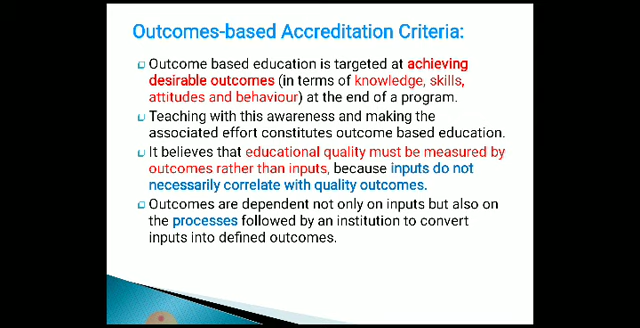 Outcomes-based Accreditation Criteria:
Outcome based education is targeted at achieving
desirable outcomes (in terms of knowledge, skills,
attitudes and behaviour) at the end of a program.
Teaching with this awareness and making the
associated effort constitutes outcome based education.
It believes that educational quality must be measured by
outcomes rather than inputs, because inputs do not
necessarily correlate with quality outcomes.
Outcomes are dependent not only on inputs but also on
the processes followed by an institution to convert
inputs into defined outcomes.